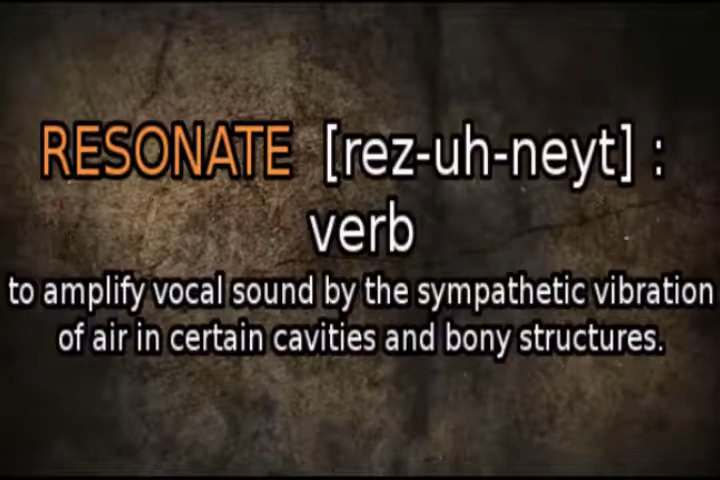 RESONATE [rez-uh-neyt] :
verb
to amplify vocal sound by the sympathetic vibration
of air in certain cavities and bony structures.